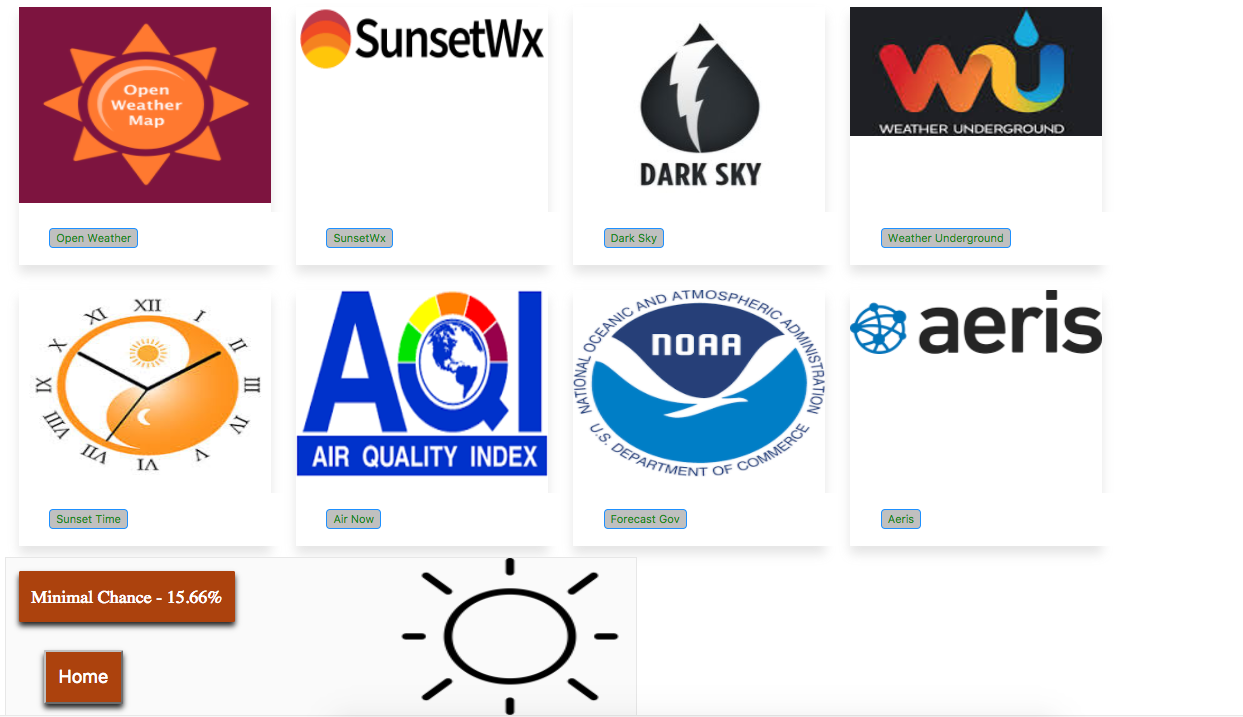 Open
Weather
Map
SunsetWx
DARK SKY
WU
WEATHER UNDERGROUND
Open Weather
SunsetWx
Dark Sky
Weather Underground
XII
I
II
III
IV
V
VI
VII
VIII
IX
X
XI
AQI
AIR QUALITY INDEX
NATIONAL OCEANIC AND ATMOSPHERIC ADMINISTRATION
NOAA
U.S. DEPARTMENT OF COMMERCE
aeris
Sunset Time
Air Now
Forecast Gov
Aeris
Minimal Chance - 15.66%
Home